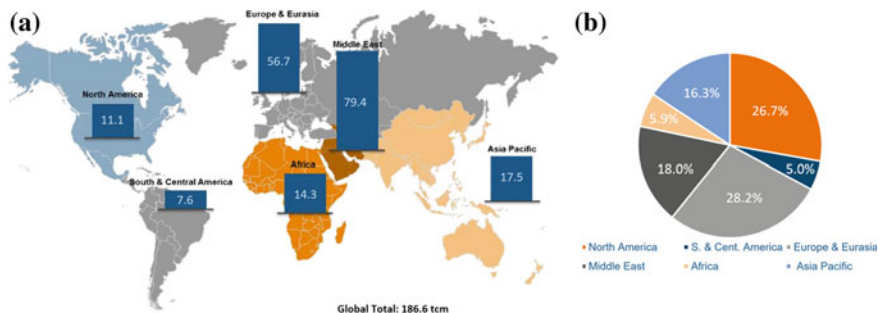 (a)
Europe & Eurasia
56.7
Middle East
79.4
North America
11.1
Asia Pacific
17.5
Africa
14.3
South & Central America
7.6
Global Total: 186.6 tcm
(b)
16.3%
26.7%
5.9%
5.0%
18.0%
28.2%
North America S. & Cent. America Europe & Eurasia
Middle East Africa Asia Pacific